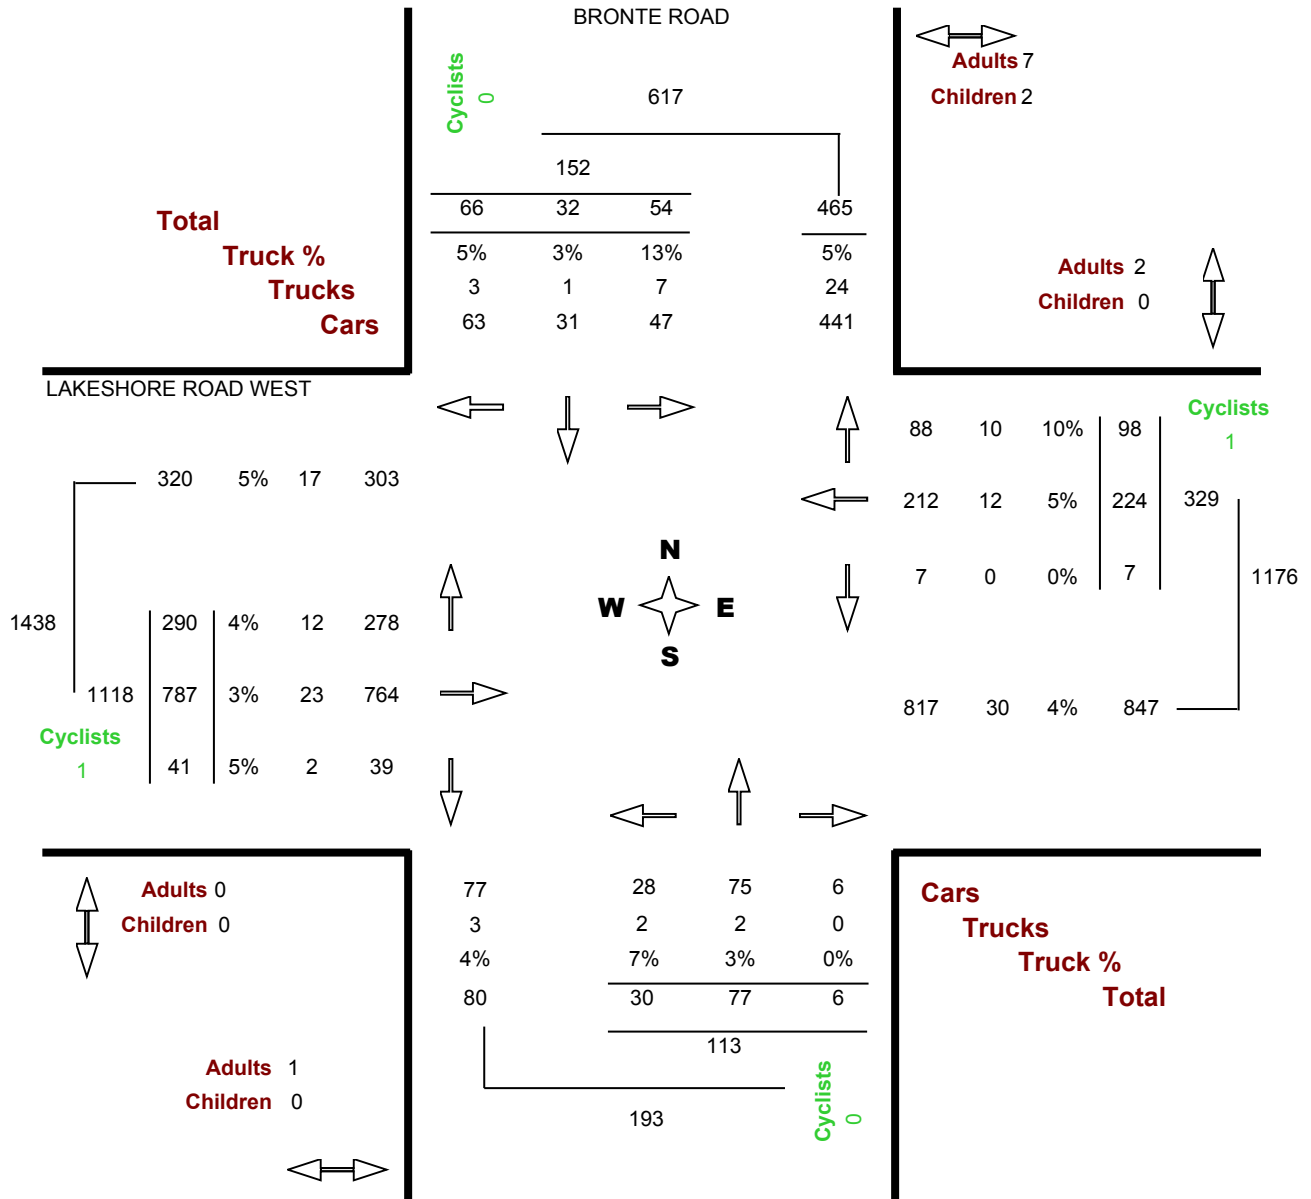 BRONTE ROAD
Cyclists
0
617
Adults 7
Children 2
152
66 32 54 465
Total
Truck %
Trucks
Cars
5% 3% 13% 5%
3 1 7 24
63 31 47 441
Adults 2
Children 0
LAKESHORE ROAD WEST
Cyclists
1
88 10 10% 98
320 5% 17 303
212 12 5% 224 329
7 0 0% 7
1176
N
W E
S
1438
290 4% 12 278
1118 787 3% 23 764
817 30 4% 847
Cyclists
1
41 5% 2 39
Adults 0
Children 0
77 28 75 6
3 2 2 0
4% 7% 3% 0%
80 30 77 6
113
Cars
Trucks
Truck %
Total
Adults 1
Children 0
193
Cyclists
0